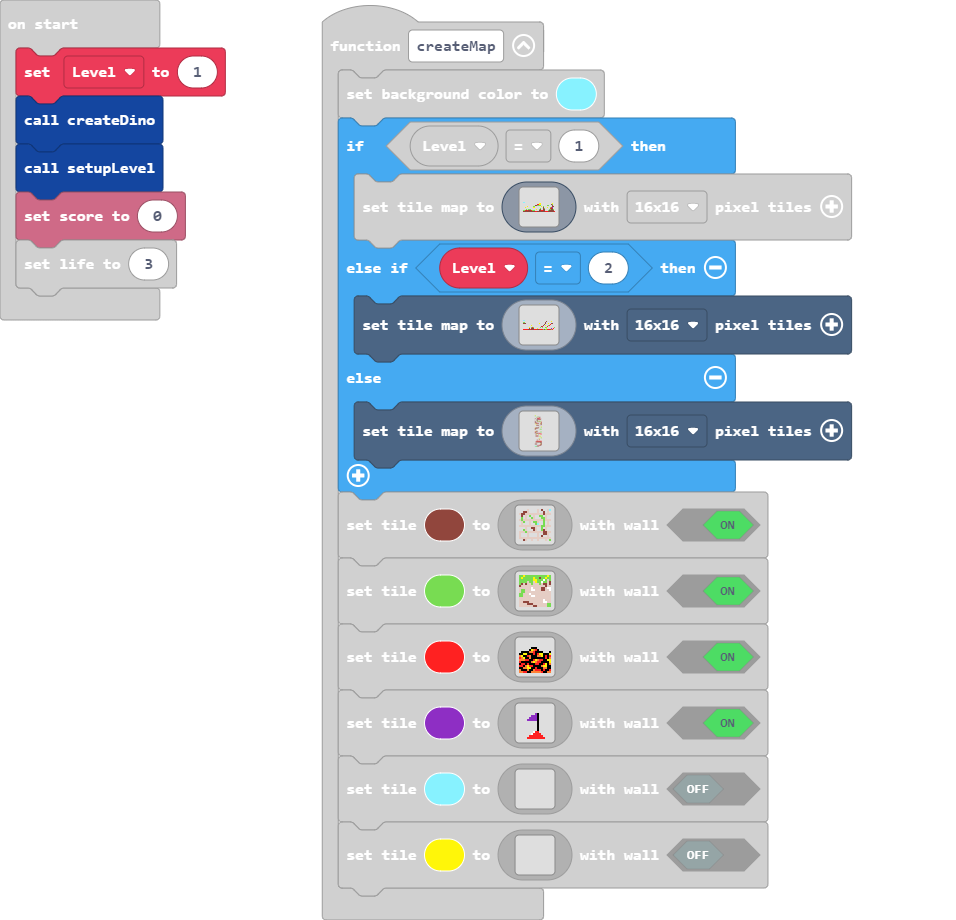 on start
set Level to 1
call createDino
call setupLevel
set score to 0
set life to 3
function createMap
set background color to
if Level = 1 then
set tile map to with 16x16 pixel tiles
else if Level = 2 then
set tile map to with 16x16 pixel tiles
else
set tile map to with 16x16 pixel tiles
set tile to with wall ON
set tile to with wall ON
set tile to with wall ON
set tile to with wall ON
set tile to with wall OFF
set tile to with wall OFF